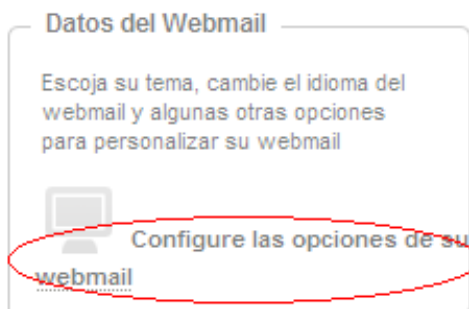 Datos del Webmail
Escoja su tema, cambie el idioma del
webmail y algunas otras opciones
para personalizar su webmail
Configure las opciones de su
webmail